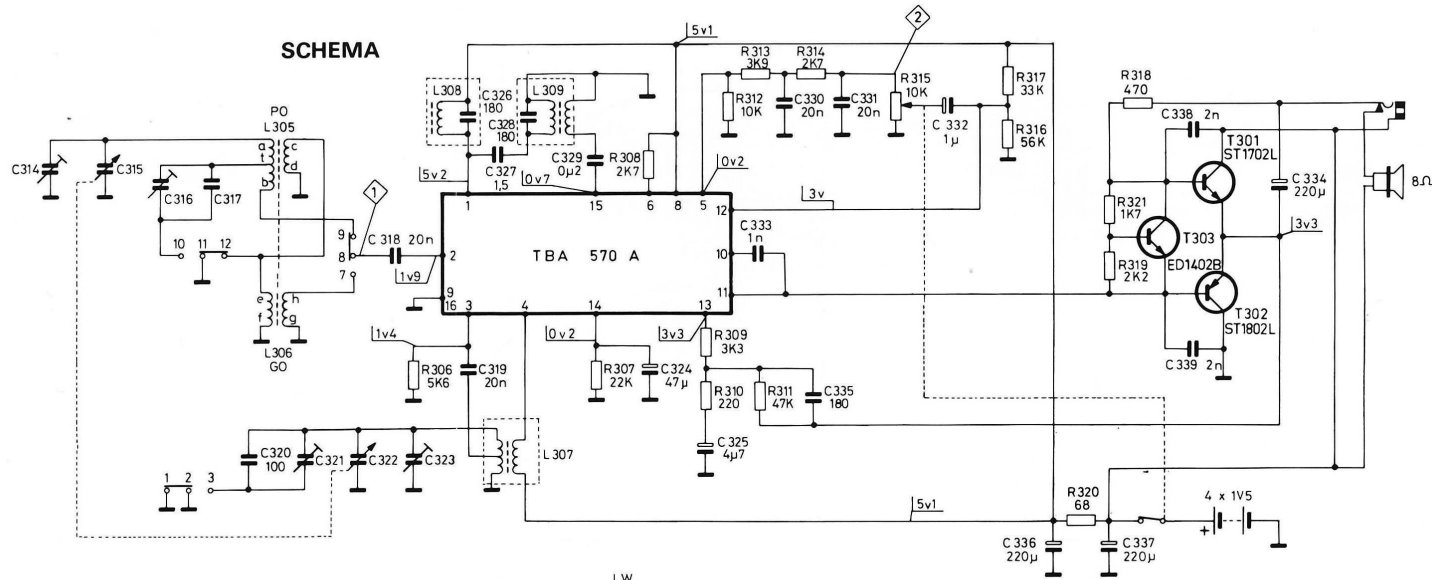 SCHEMA
5v1
2
R313
3K9
R314
2K7
R317
33K
R318
470
L308
C326
180
L309
C328
180
R312
10K
C330
20n
C331
20n
R315
10K
C 332
1µ
R316
56K
C338 2n
T301
ST1702L
PO
L305
a
t
b
c
d
C314
C315
C316
C317
5v2
C327
1,5
C329
0µ2
0v7
R308
2K7
0v2
C334
220µ
8Ω
1
15
6
8
5
3v
12
R321
1K7
3v3
10
11
12
9
8
7
1
C 318 20n
1v9
2
TBA 570 A
C333
1n
10
T303
R319
2K2
ED1402B
e
f
h
g
L306
GO
9
16
3
4
14
13
11
T302
ST1802L
1v4
0v2
3v3
R309
3K3
C339 2n
R306
5K6
C319
20n
R307
22K
C324
47µ
R310
220
R311
47K
C335
180
C320
100
C321
C322
C323
L307
C325
4µ7
1
2
3
5v1
R320
68
4 x 1V5
+
C336
220µ
C337
220µ
LW